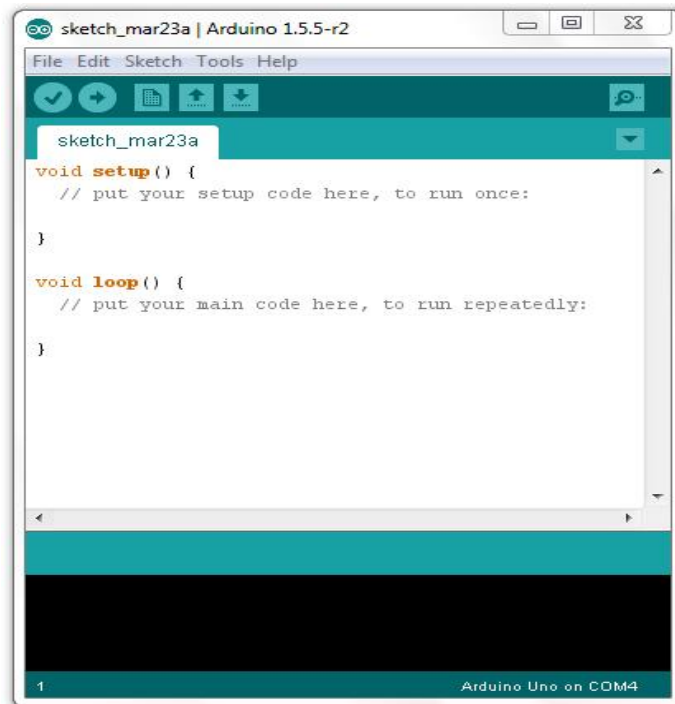 sketch_mar23a | Arduino 1.5.5-r2
File Edit Sketch Tools Help
sketch_mar23a
void setup() {
  // put your setup code here, to run once:
}
void loop() {
  // put your main code here, to run repeatedly:
}
1 Arduino Uno on COM4